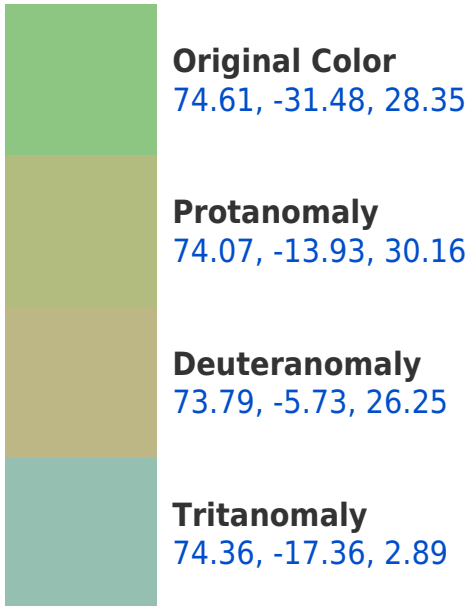 Original Color
74.61, -31.48, 28.35
Protanomaly
74.07, -13.93, 30.16
Deuteranomaly
73.79, -5.73, 26.25
Tritanomaly
74.36, -17.36, 2.89